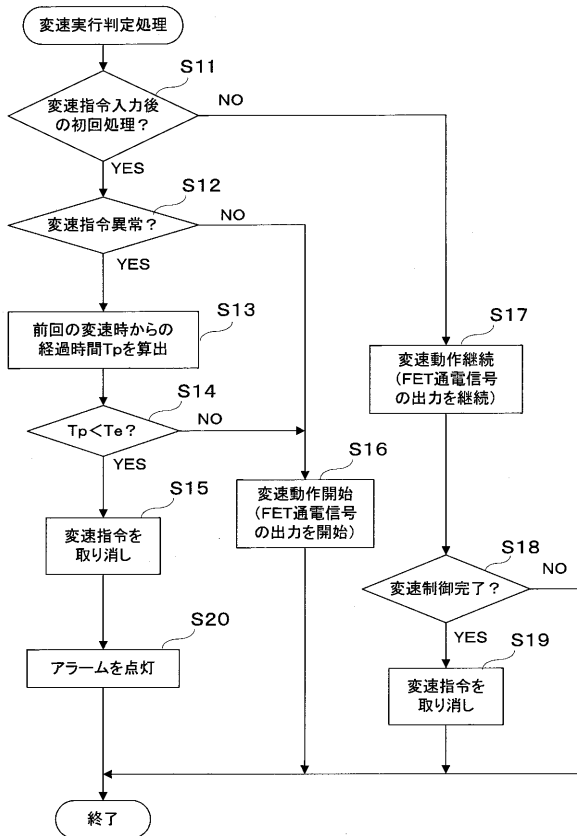 変速実行判定処理
S11
変速指令入力後
の初回処理？
NO
YES
S12
変速指令異常？
NO
YES
S13
前回の変速時からの
経過時間Tpを算出
S14
Tp<Te？
NO
YES
S15
変速指令を
取り消し
S20
アラームを点灯
S16
変速動作開始
(FET通電信号
の出力を開始)
S17
変速動作継続
(FET通電信号
の出力を継続)
S18
変速制御完了？
NO
YES
S19
変速指令を
取り消し
終了